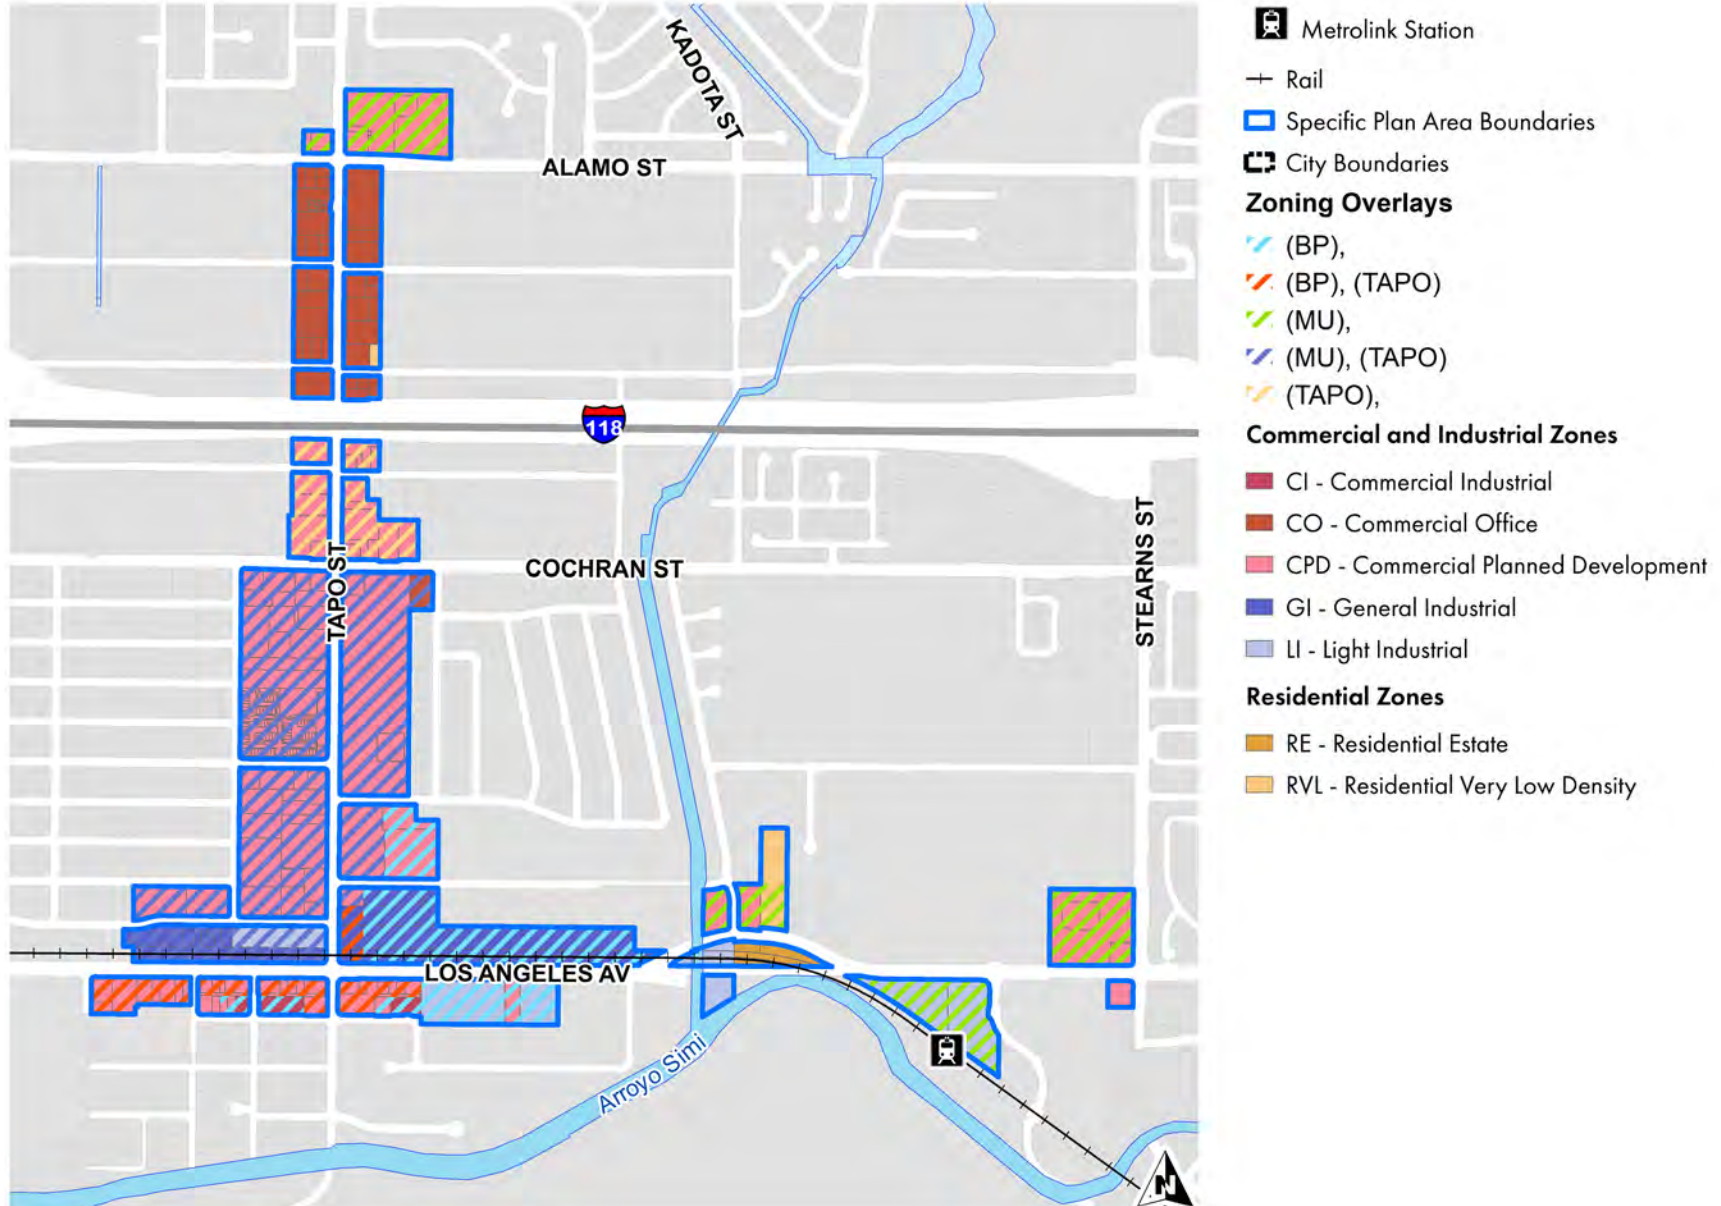 KADOTA ST
ALAMO ST
118
TAPO ST
COCHRAN ST
STEARNS ST
LOS ANGELES AV
Arroyo Simi
N
Metrolink Station
Rail
Specific Plan Area Boundaries
City Boundaries
Zoning Overlays
(BP),
(BP), (TAPO)
(MU),
(MU), (TAPO)
(TAPO),
Commercial and Industrial Zones
CI - Commercial Industrial
CO - Commercial Office
CPD - Commercial Planned Development
GI - General Industrial
LI - Light Industrial
Residential Zones
RE - Residential Estate
RVL - Residential Very Low Density